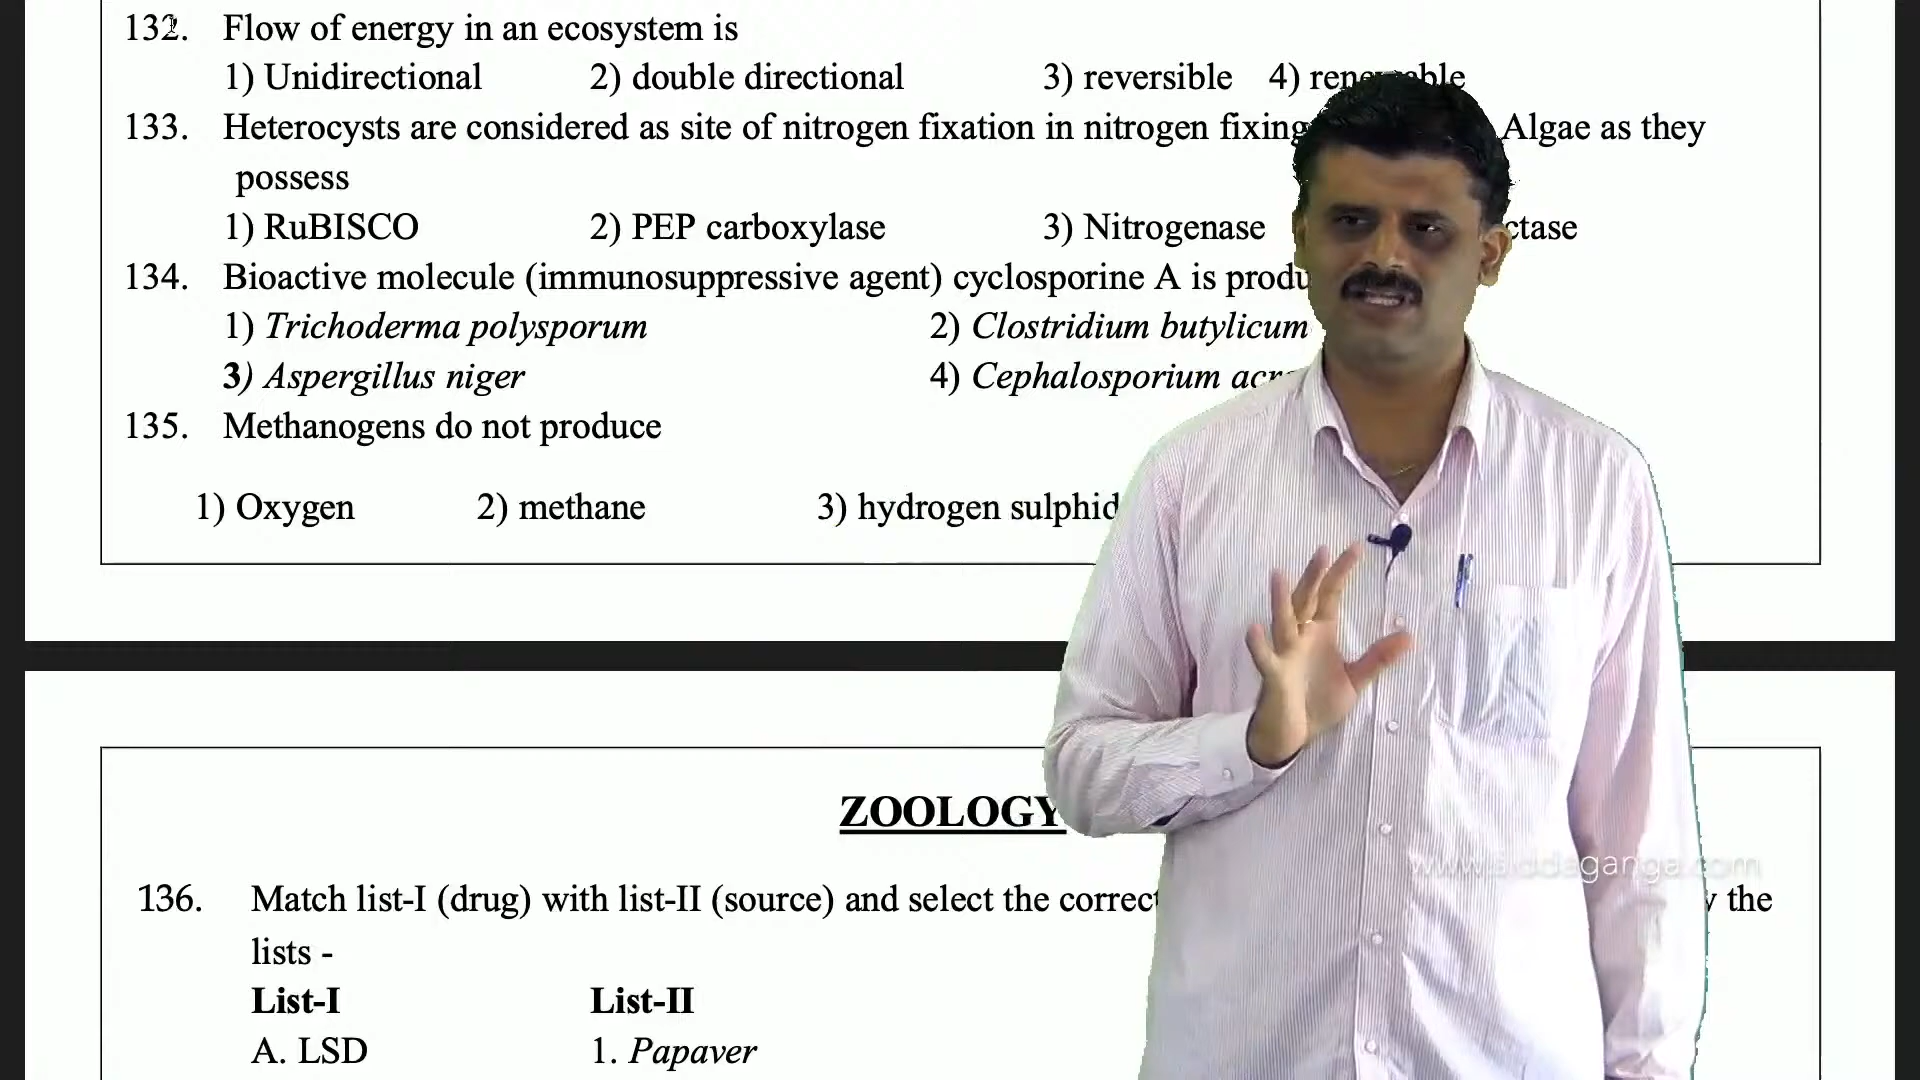 132. Flow of energy in an ecosystem is
1) Unidirectional 2) double directional 3) reversible 4) renewable
133. Heterocysts are considered as site of nitrogen fixation in nitrogen fixing Algae as they
possess
1) RuBISCO 2) PEP carboxylase 3) Nitrogenase
134. Bioactive molecule (immunosuppressive agent) cyclosporine A is
1) Trichoderma polysporum 2) Clostridium butylicum
3) Aspergillus niger 4) Cephalosporium
135. Methanogens do not produce
1) Oxygen 2) methane 3) hydrogen
ZOOLOGY
136. Match list-I (drug) with list-II (source) and select the the
lists -
List-I List-II
A. LSD 1. Papaver